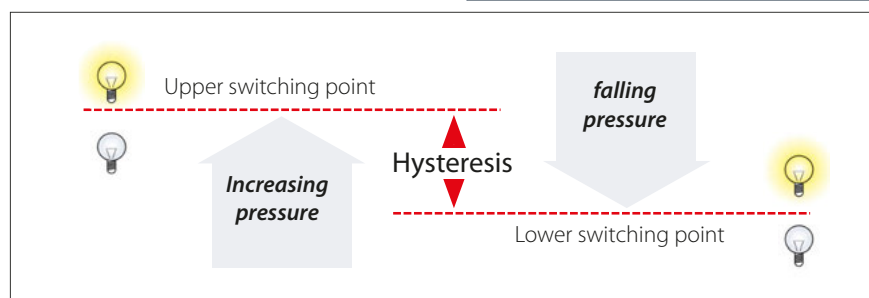 Upper switching point
falling
pressure
Hysteresis
Increasing
pressure
Lower switching point